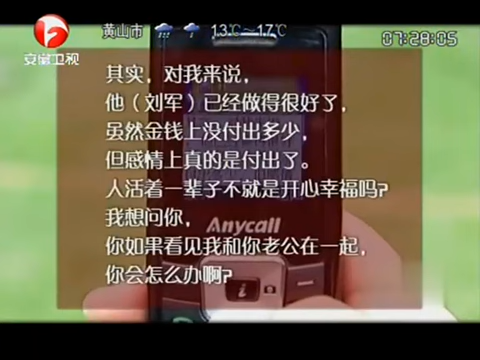 安徽卫视
黄山市 13℃～17℃
07:28:05
其实，对我来说，
他（刘军）已经做得很好了，
虽然金钱上没付出多少，
但感情上真的是付出了。
人活着一辈子不就是开心幸福吗？
我想问你，
你如果看见我和你老公在一起，
你会怎么办啊？
Anycall
i